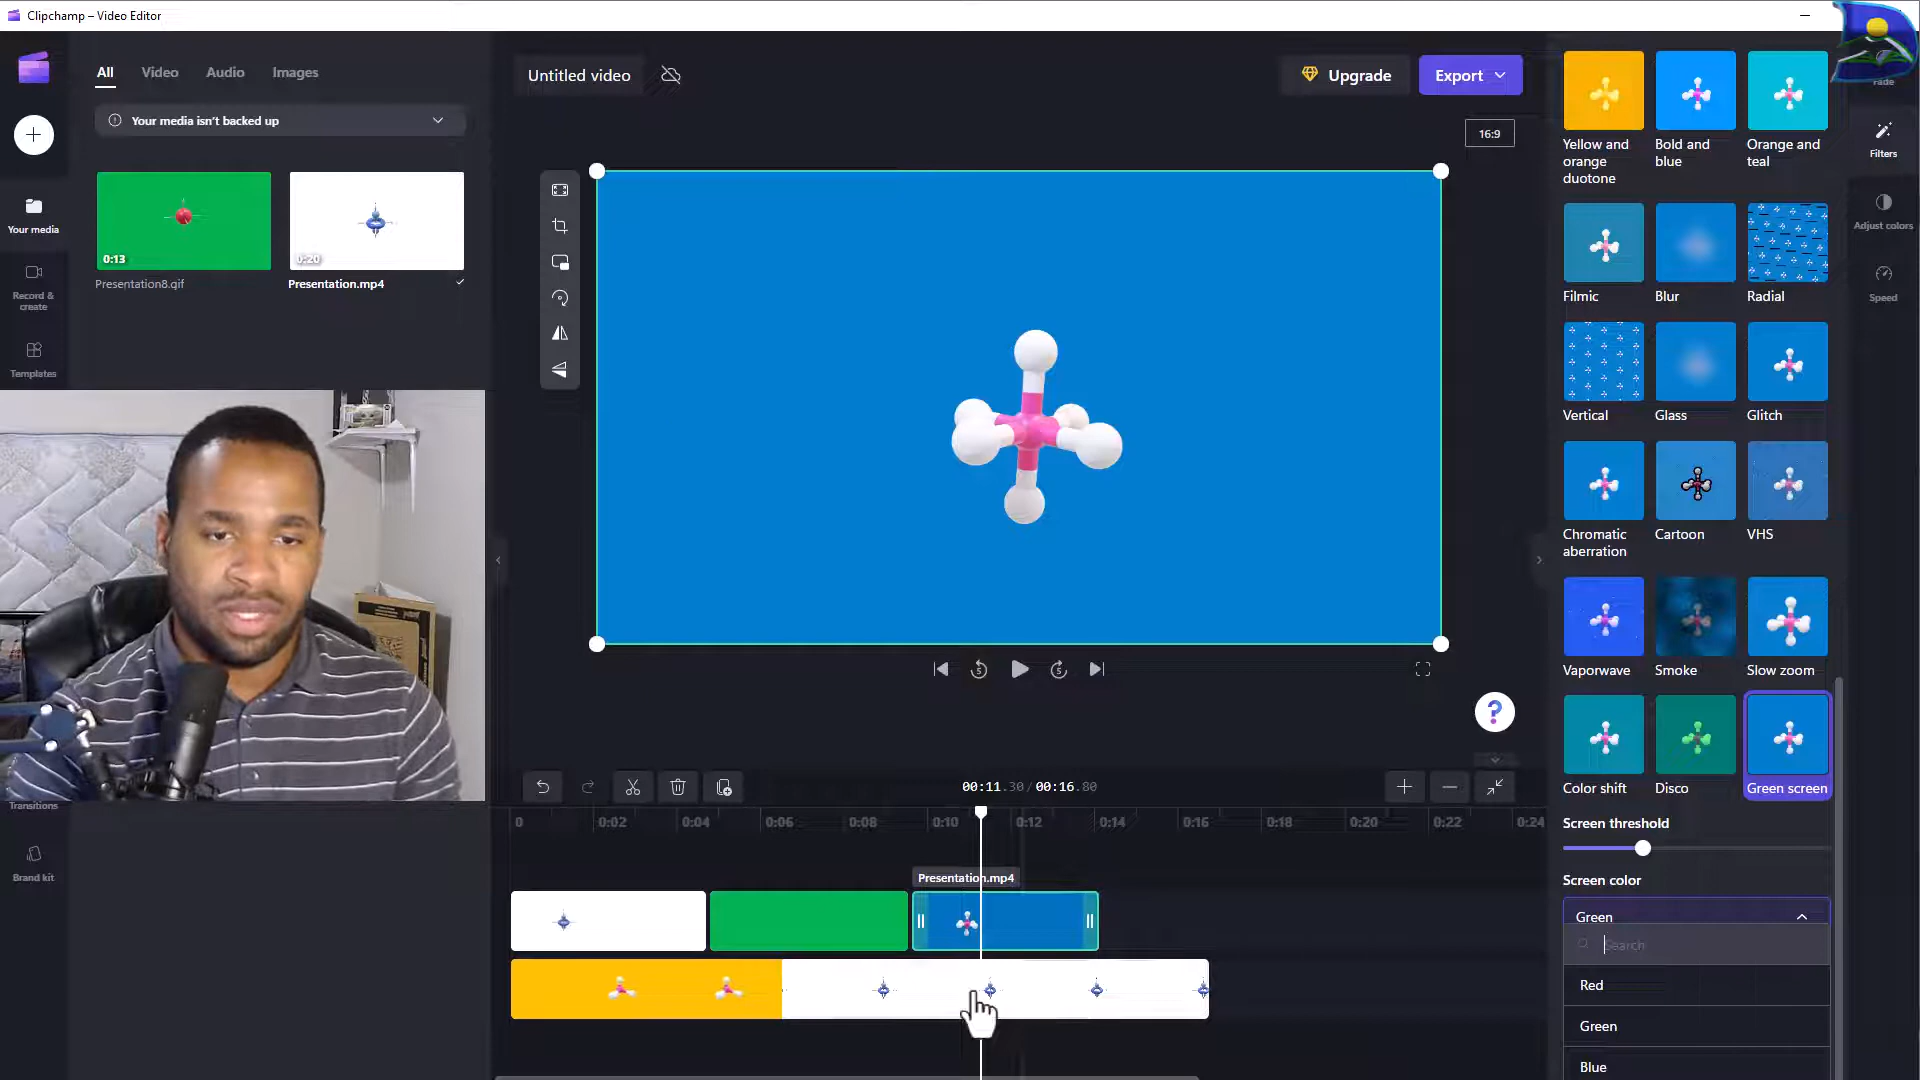 Clipchamp – Video Editor
All
Video
Audio
Images
Your media isn't backed up
0:13
0:20
Presentation8.gif
Presentation.mp4
Your media
Record &
create
Templates
Transitions
Brand kit
Untitled video
Upgrade
Export
16:9
?
5
5
00:11.30 / 00:16.80
0
0:02
0:04
0:06
0:08
0:10
0:12
0:14
0:16
0:18
0:20
0:22
0:24
Presentation.mp4
Yellow and
orange
duotone
Bold and
blue
Orange and
teal
Filmic
Blur
Radial
Vertical
Glass
Glitch
Chromatic
aberration
Cartoon
VHS
Vaporwave
Smoke
Slow zoom
Color shift
Disco
Green screen
Screen threshold
Screen color
Green
Search
Red
Green
Blue
Fade
Filters
Adjust colors
Speed